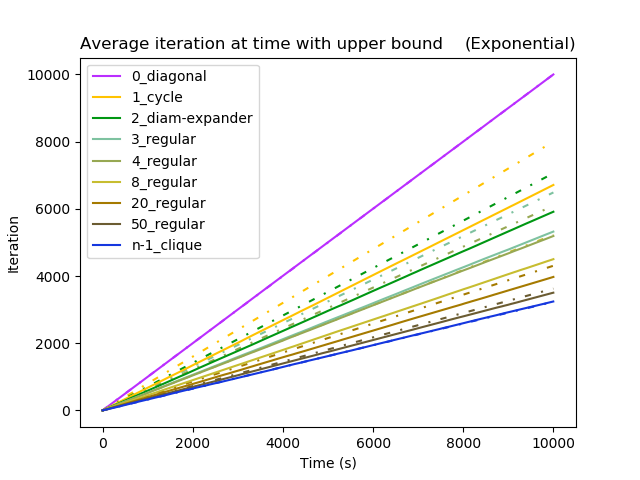 Average iteration at time with upper bound (Exponential)
10000
8000
6000
4000
2000
0
Iteration
0_diagonal
1_cycle
2_diam-expander
3_regular
4_regular
8_regular
20_regular
50_regular
n-1_clique
0 2000 4000 6000 8000 10000
Time (s)